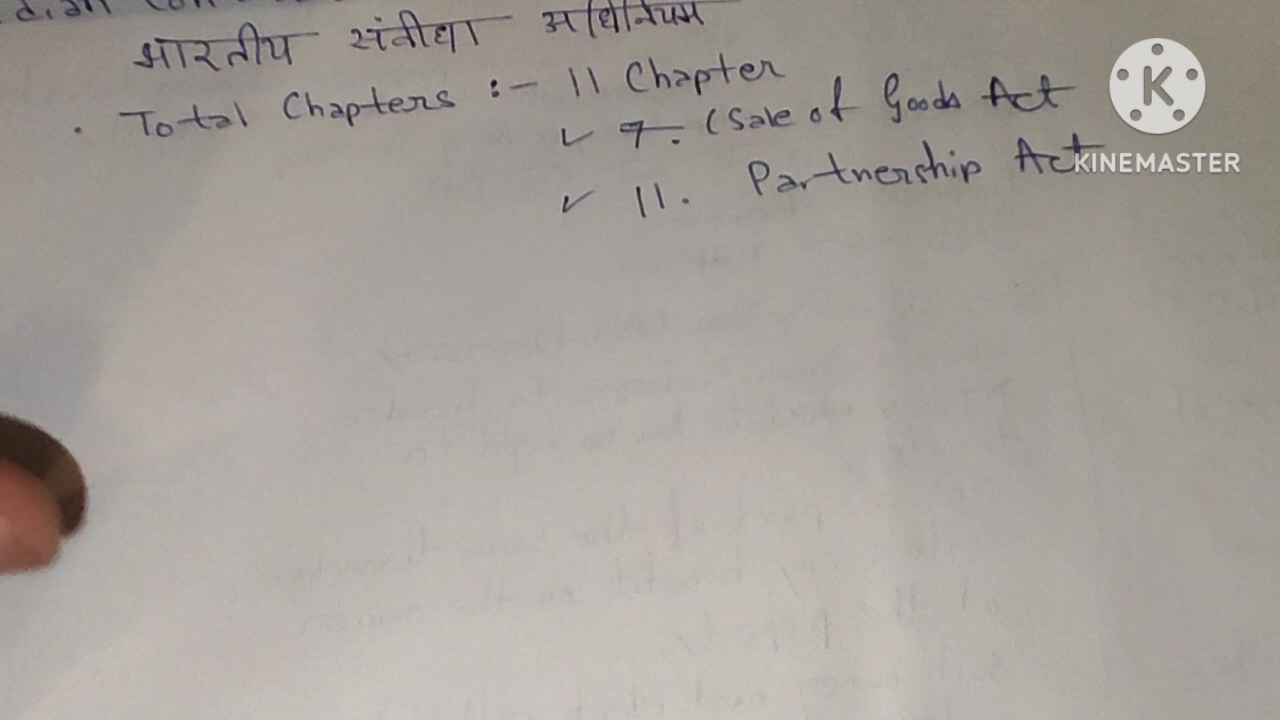 भारतीय संवीधा अधिनियम
• Total Chapters :- 11 Chapter
✓ 7. (Sale of Goods Act
✓ 11. Partnership Act
K
KINEMASTER